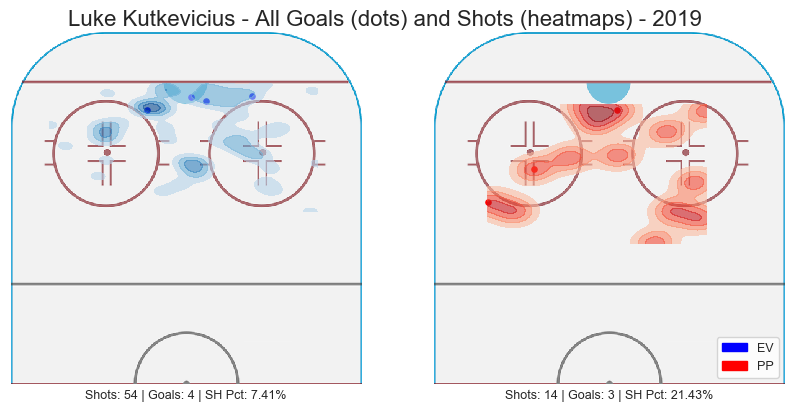 Luke Kutkevicius - All Goals (dots) and Shots (heatmaps) - 2019
EV
PP
Shots: 54 | Goals: 4 | SH Pct: 7.41%
Shots: 14 | Goals: 3 | SH Pct: 21.43%